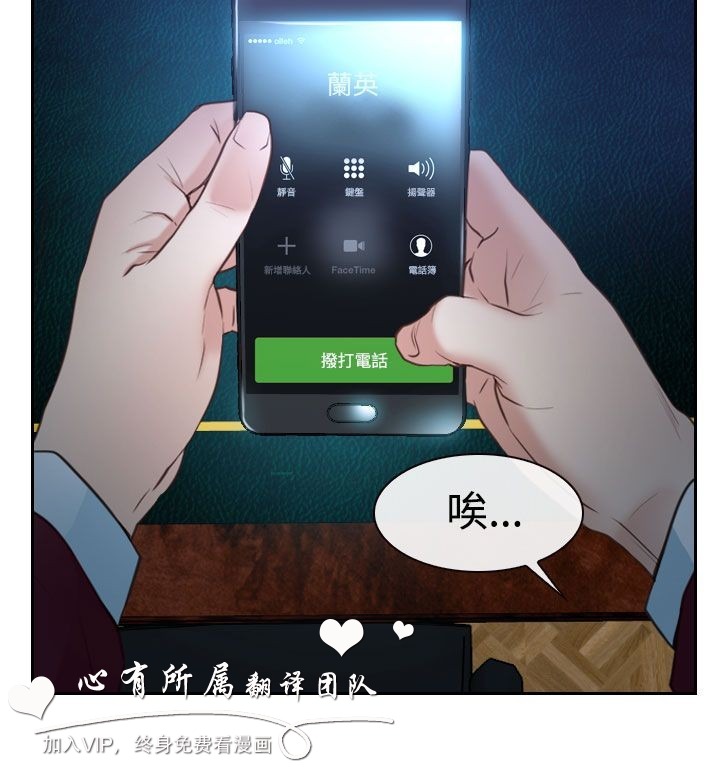 olleh
蘭英
靜音 鍵盤 揚聲器
新增聯絡人 FaceTime 電話簿
撥打電話
唉...
心有所属翻译团队
加入VIP，终身免费看漫画